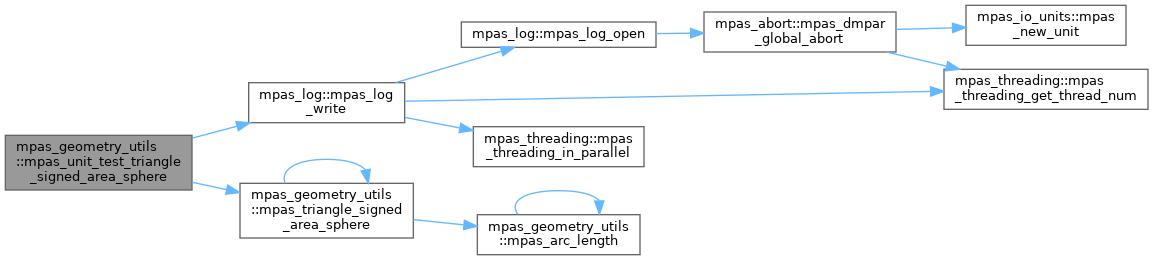 mpas_geometry_utils
::mpas_unit_test_triangle
_signed_area_sphere
mpas_log::mpas_log
_write
mpas_log::mpas_log_open
mpas_abort::mpas_dmpar
_global_abort
mpas_io_units::mpas
_new_unit
mpas_threading::mpas
_threading_get_thread_num
mpas_threading::mpas
_threading_in_parallel
mpas_geometry_utils
::mpas_triangle_signed
_area_sphere
mpas_geometry_utils
::mpas_arc_length